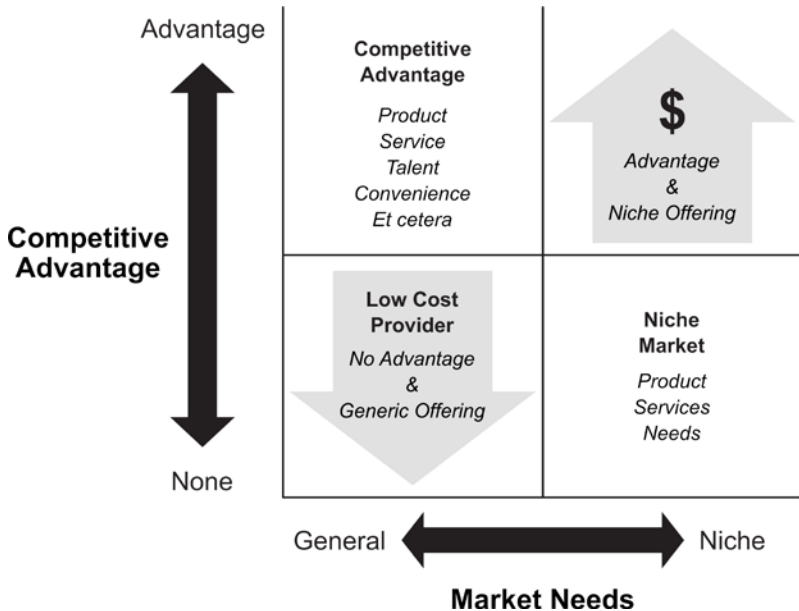 Advantage
Competitive
Advantage
Product
Service
Talent
Convenience
Et cetera
$
Advantage
&
Niche Offering
Competitive
Advantage
Low Cost
Provider
No Advantage
&
Generic Offering
Niche
Market
Product
Services
Needs
None
General
Niche
Market Needs